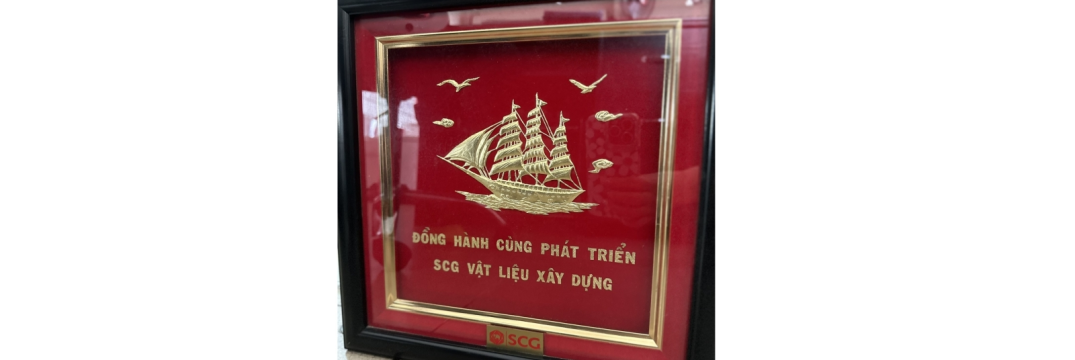 ĐỒNG HÀNH CÙNG PHÁT TRIỂN
SCG VẬT LIỆU XÂY DỰNG
SCG